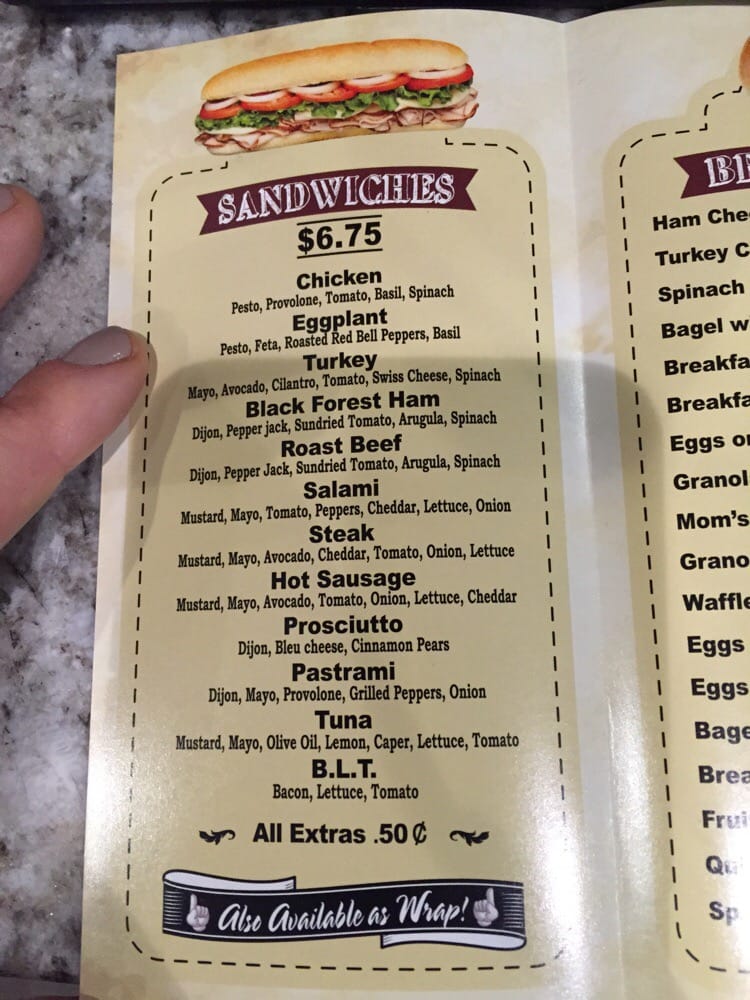 SANDWICHES
$6.75
Chicken
Pesto, Provolone, Tomato, Basil, Spinach
Eggplant
Pesto, Feta, Roasted Red Bell Peppers, Basil
Turkey
Mayo, Avocado, Cilantro, Tomato, Swiss Cheese, Spinach
Black Forest Ham
Dijon, Pepper jack, Sundried Tomato, Arugula, Spinach
Roast Beef
Dijon, Pepper Jack, Sundried Tomato, Arugula, Spinach
Salami
Mustard, Mayo, Tomato, Peppers, Cheddar, Lettuce, Onion
Steak
Mustard, Mayo, Avocado, Cheddar, Tomato, Onion, Lettuce
Hot Sausage
Mustard, Mayo, Avocado, Tomato, Onion, Lettuce, Cheddar
Prosciutto
Dijon, Bleu cheese, Cinnamon Pears
Pastrami
Dijon, Mayo, Provolone, Grilled Peppers, Onion
Tuna
Mustard, Mayo, Olive Oil, Lemon, Caper, Lettuce, Tomato
B.L.T.
Bacon, Lettuce, Tomato
All Extras .50¢
Also Available as Wrap!
Ham
Turkey
Spinach
Bagel
Eggs
Mom's
Eggs
Eggs